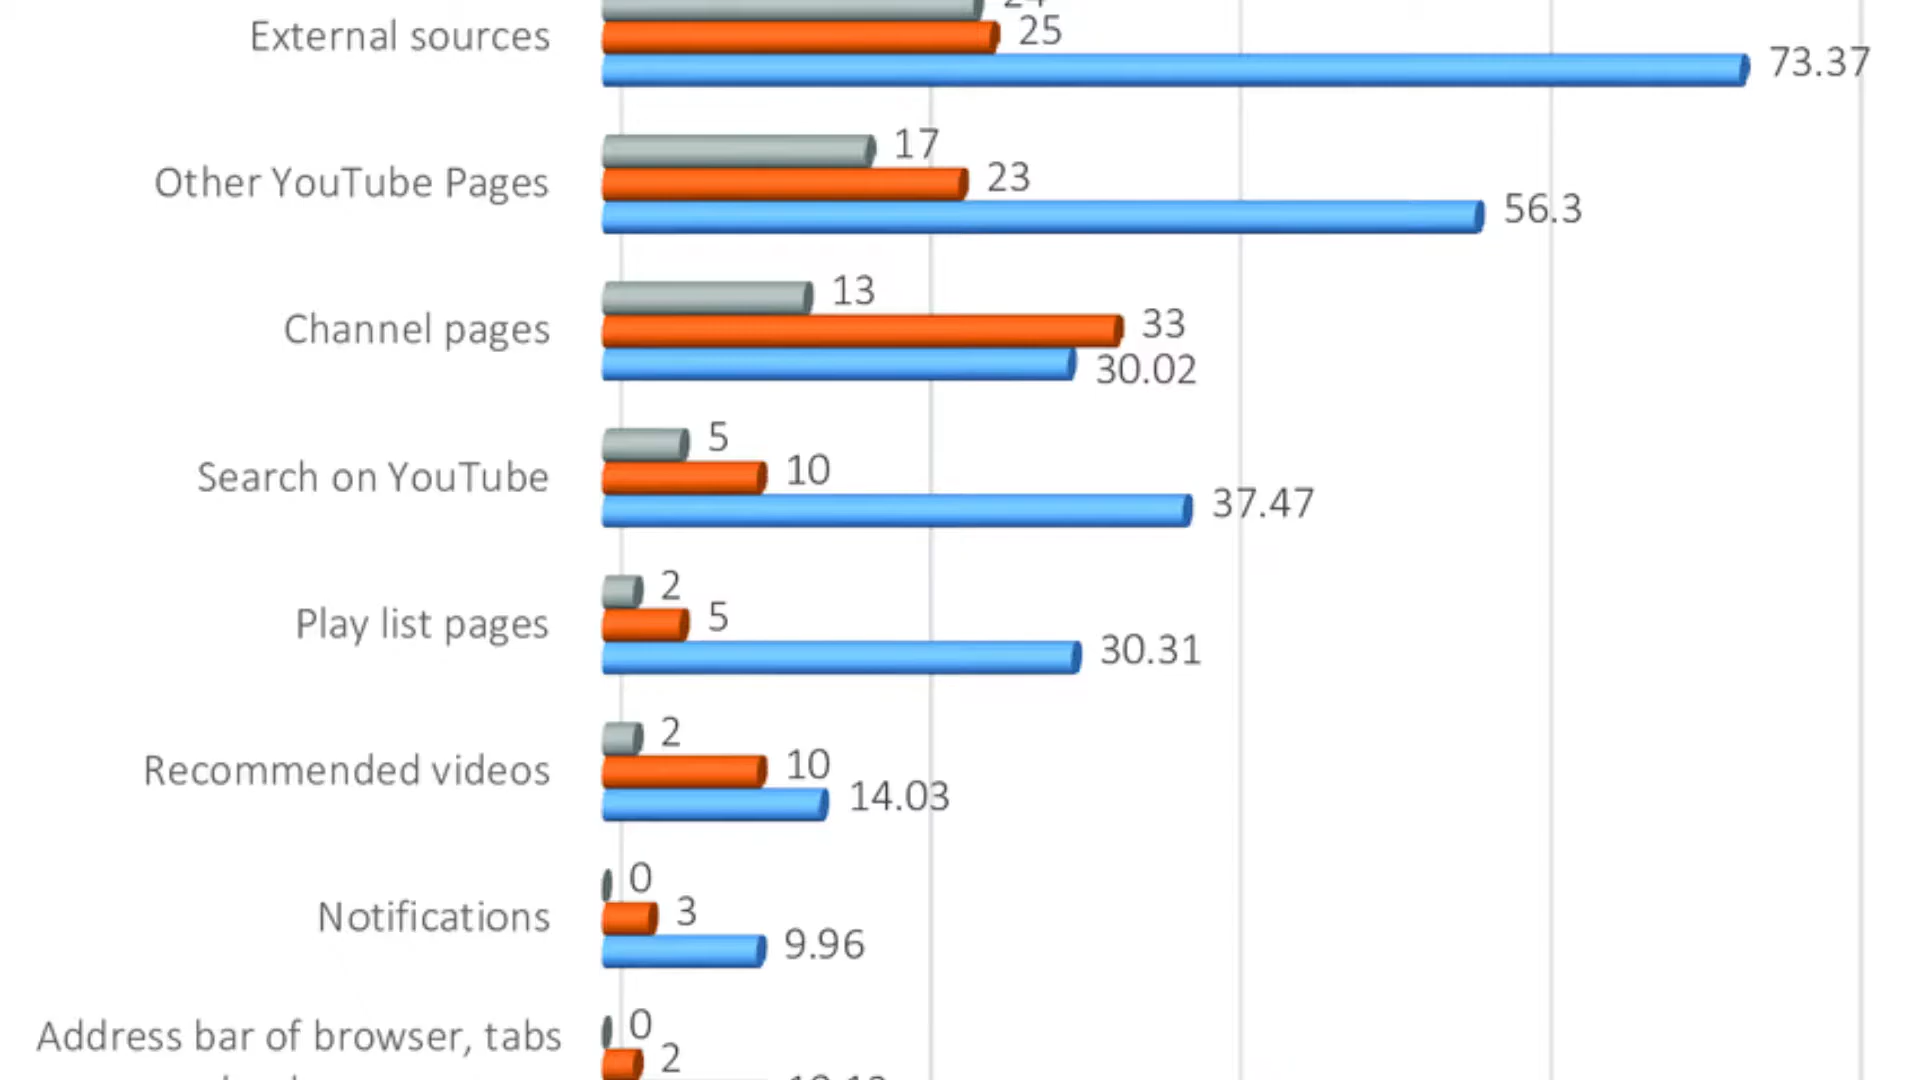 24
External sources 25
73.37
17
Other YouTube Pages 23
56.3
13
Channel pages 33
30.02
5
Search on YouTube 10
37.47
2
Play list pages 5
30.31
2
Recommended videos 10
14.03
0
Notifications 3
9.96
0
Address bar of browser, tabs
2